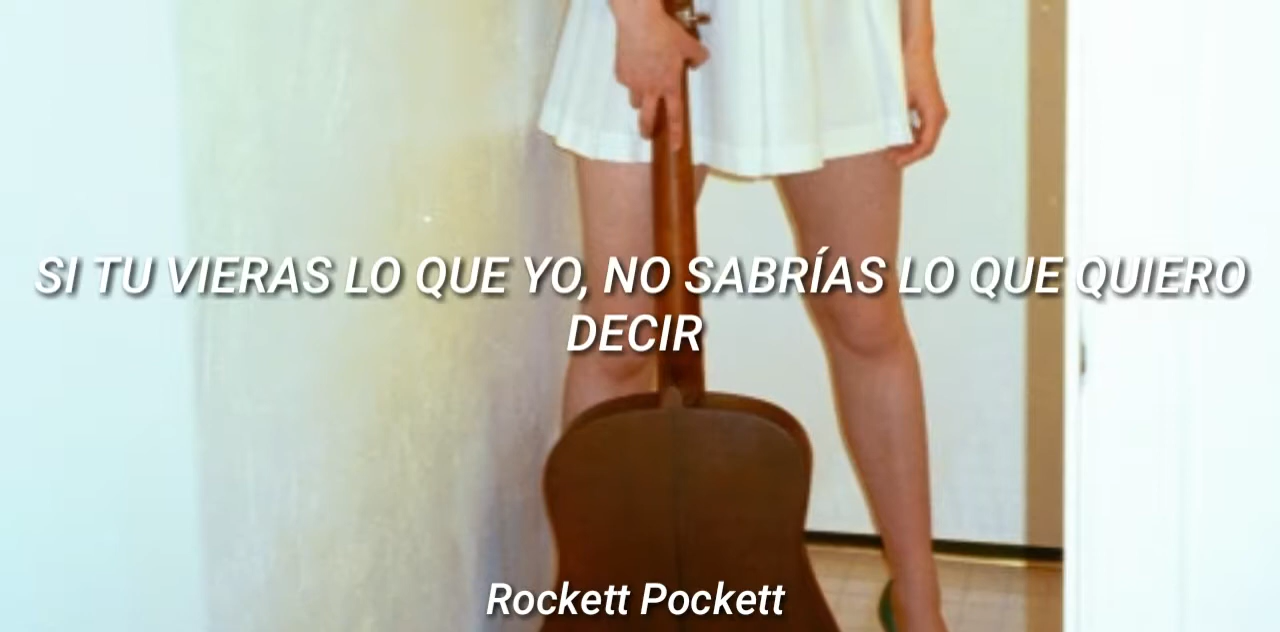 SI TU VIERAS LO QUE YO, NO SABRÍAS LO QUE QUIERO
DECIR
Rockett Pockett